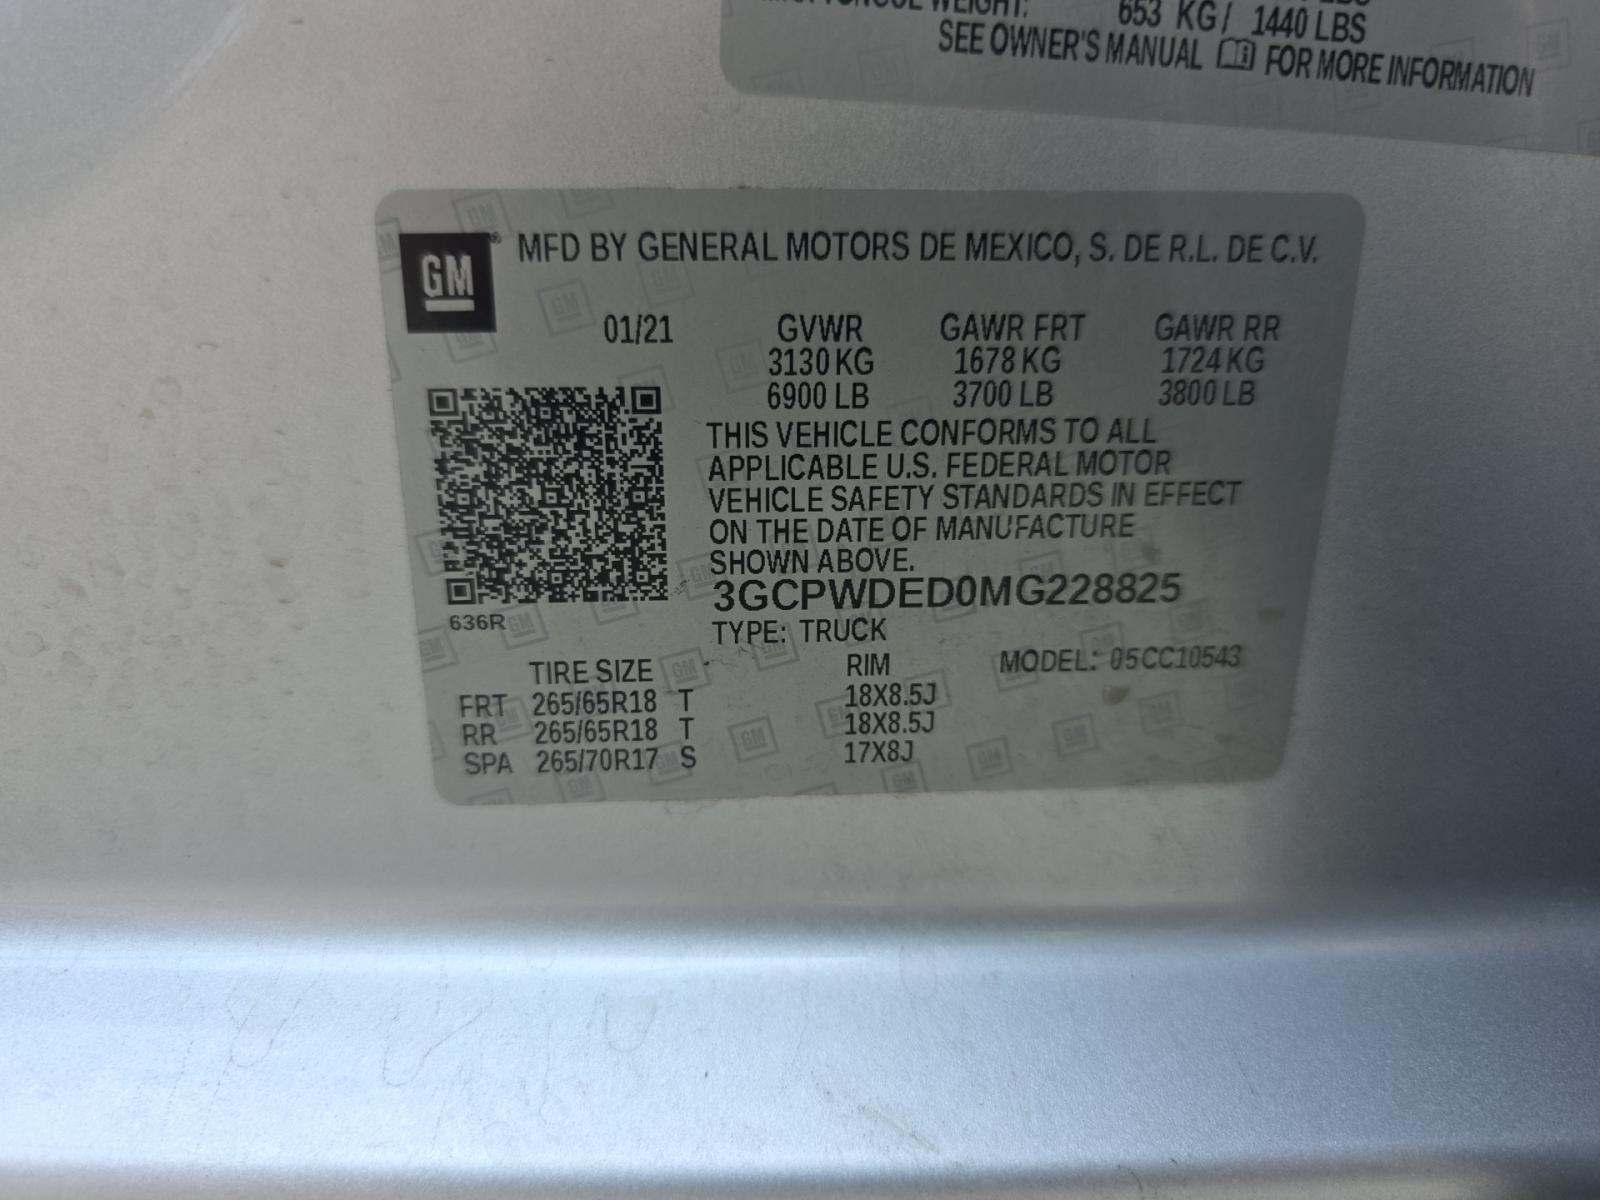 WEIGHT: 653 KG/ 1440 LBS
SEE OWNER'S MANUAL FOR MORE INFORMATION
GM
MFD BY GENERAL MOTORS DE MEXICO, S. DE R.L. DE C.V.
01/21 GVWR GAWR FRT GAWR RR
3130 KG 1678 KG 1724 KG
6900 LB 3700 LB 3800 LB
THIS VEHICLE CONFORMS TO ALL
APPLICABLE U.S. FEDERAL MOTOR
VEHICLE SAFETY STANDARDS IN EFFECT
ON THE DATE OF MANUFACTURE
SHOWN ABOVE.
3GCPWDED0MG228825
636R
TYPE: TRUCK
TIRE SIZE RIM MODEL: 05CC10543
FRT 265/65R18 T 18X8.5J
RR 265/65R18 T 18X8.5J
SPA 265/70R17 S 17X8J